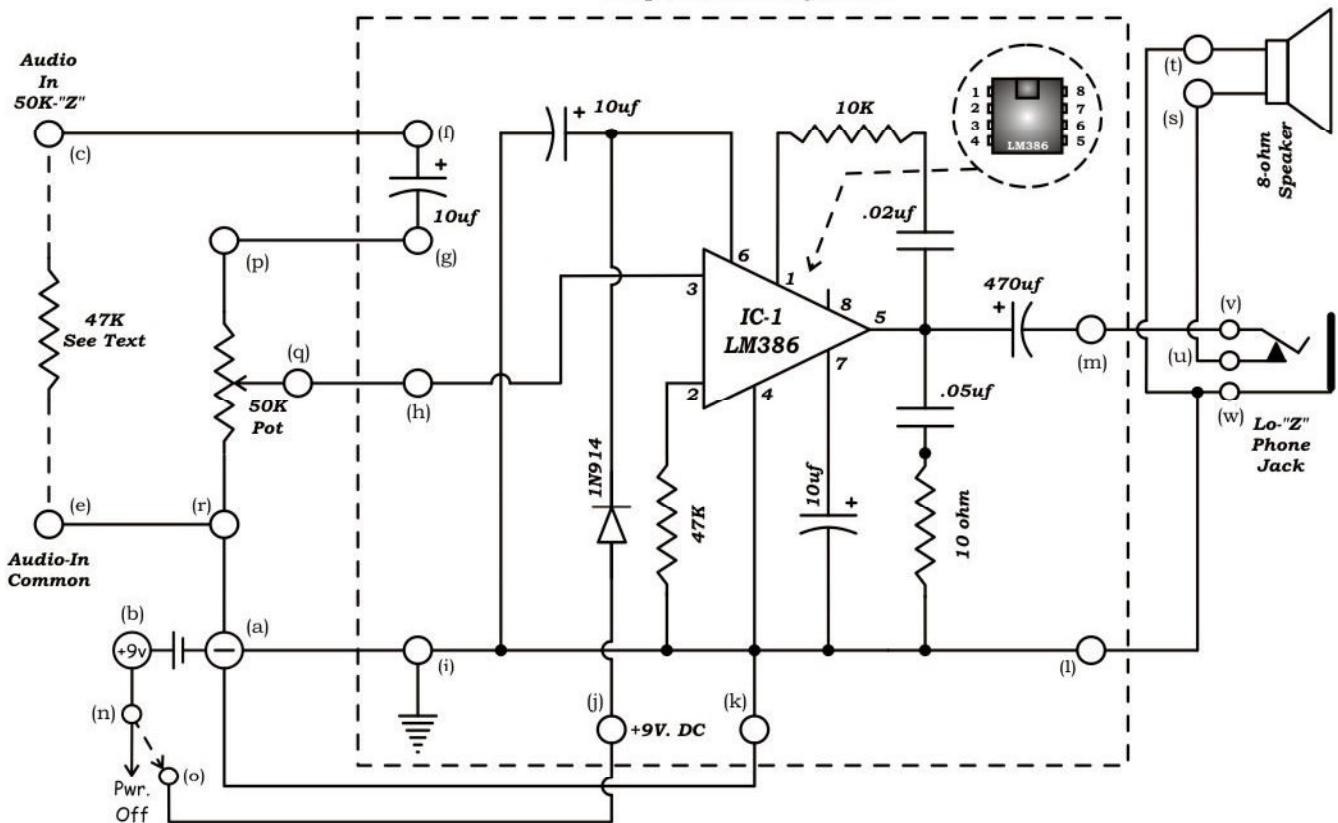 Audio
In
50K-"Z"
(c)
(f)
+
10uf
(g)
(p)
47K
See Text
(q)
50K
Pot
(h)
(e)
(r)
Audio-In
Common
(b)
+9v
(a)
(i)
(n)
(o)
Pwr.
Off
10uf
+
10K
1
2
3
4
8
7
6
5
LM386
.02uf
6
3
1
8
5
IC-1
LM386
7
2
4
470uf
+
(m)
.05uf
1N914
47K
10uf
+
10 ohm
(j)
+9V. DC
(k)
(l)
(t)
(s)
8-ohm
Speaker
(v)
(u)
(w)
Lo-"Z"
Phone
Jack